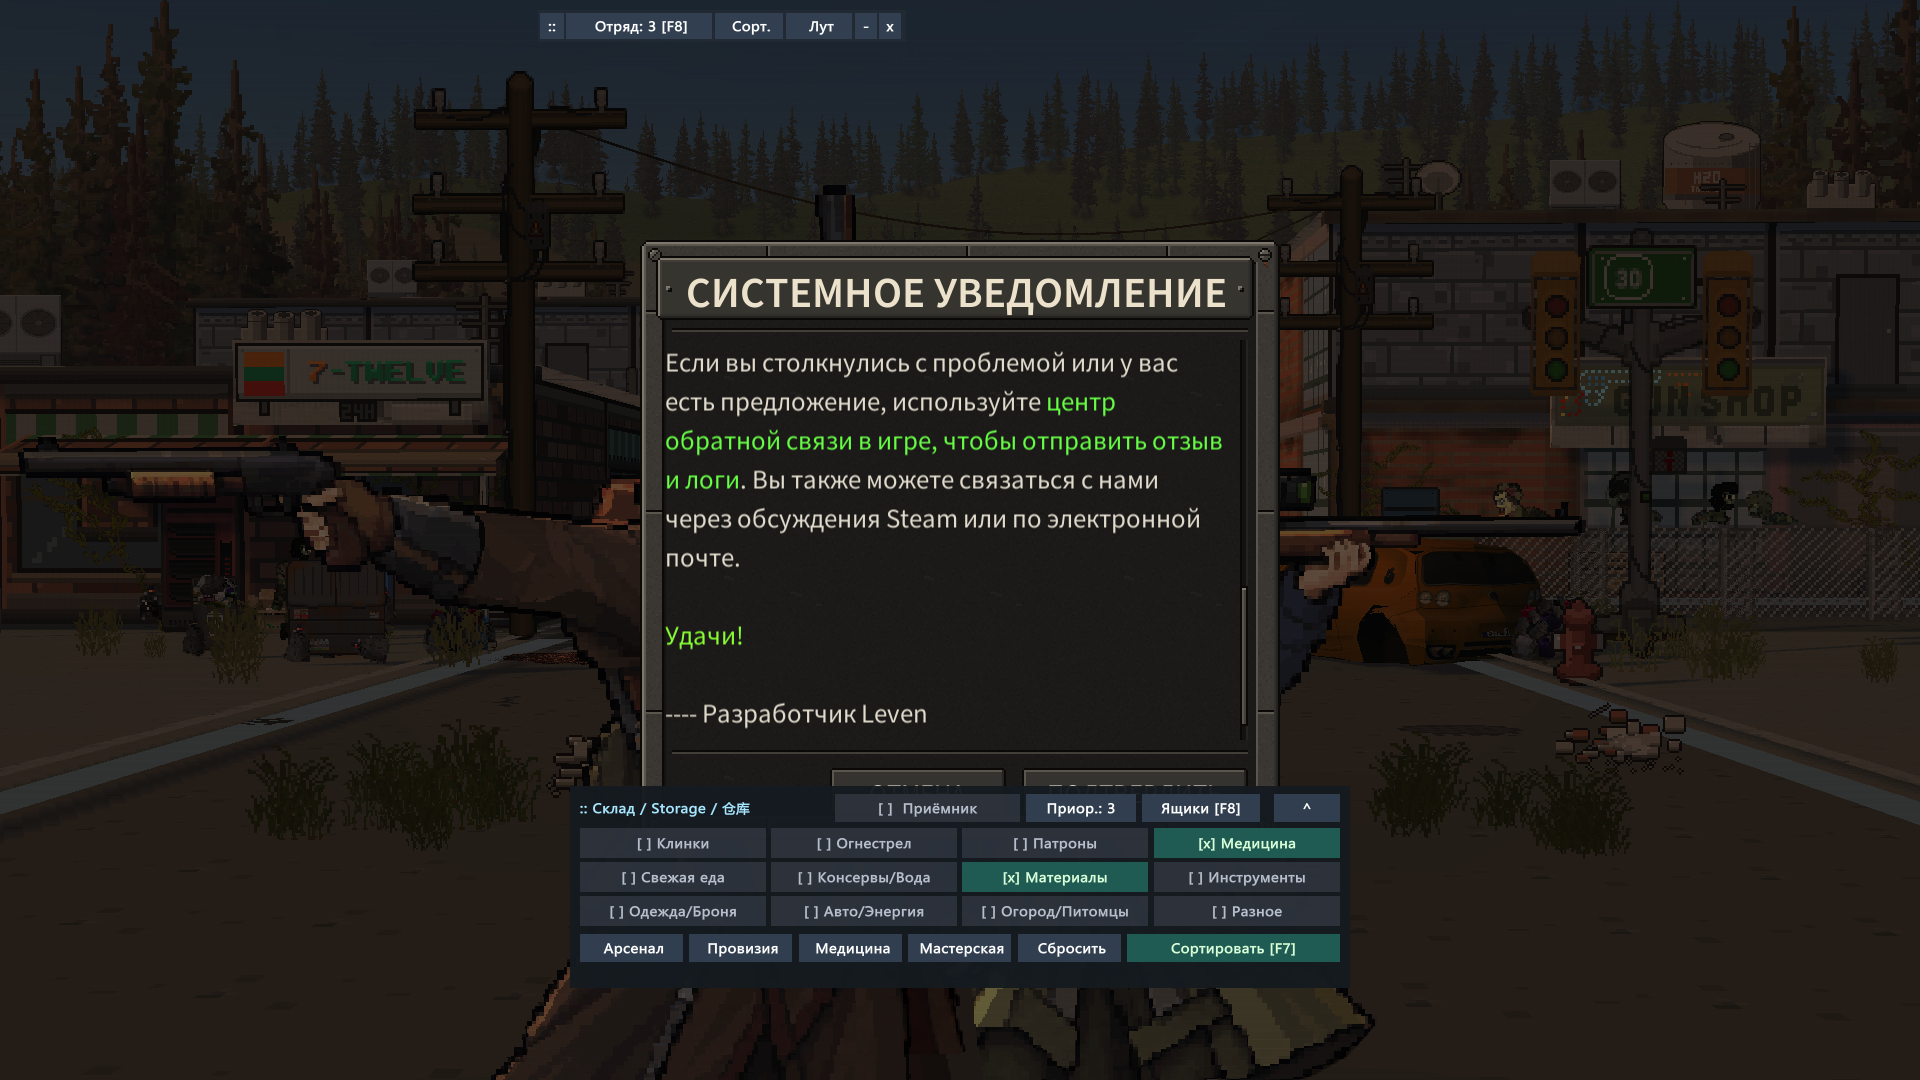 :: Отряд: 3 [F8] Сорт. Лут - x
H2O
30
7-TWELVE
24H
GUN SHOP
СИСТЕМНОЕ УВЕДОМЛЕНИЕ
Если вы столкнулись с проблемой или у вас
есть предложение, используйте центр
обратной связи в игре, чтобы отправить отзыв
и логи. Вы также можете связаться с нами
через обсуждения Steam или по электронной
почте.
Удачи!
---- Разработчик Leven
:: Склад / Storage / 仓库 [ ] Приёмник Приор.: 3 Ящики [F8] ^
[ ] Клинки [ ] Огнестрел [ ] Патроны [x] Медицина
[ ] Свежая еда [ ] Консервы/Вода [x] Материалы [ ] Инструменты
[ ] Одежда/Броня [ ] Авто/Энергия [ ] Огород/Питомцы [ ] Разное
Арсенал Провизия Медицина Мастерская Сбросить Сортировать [F7]